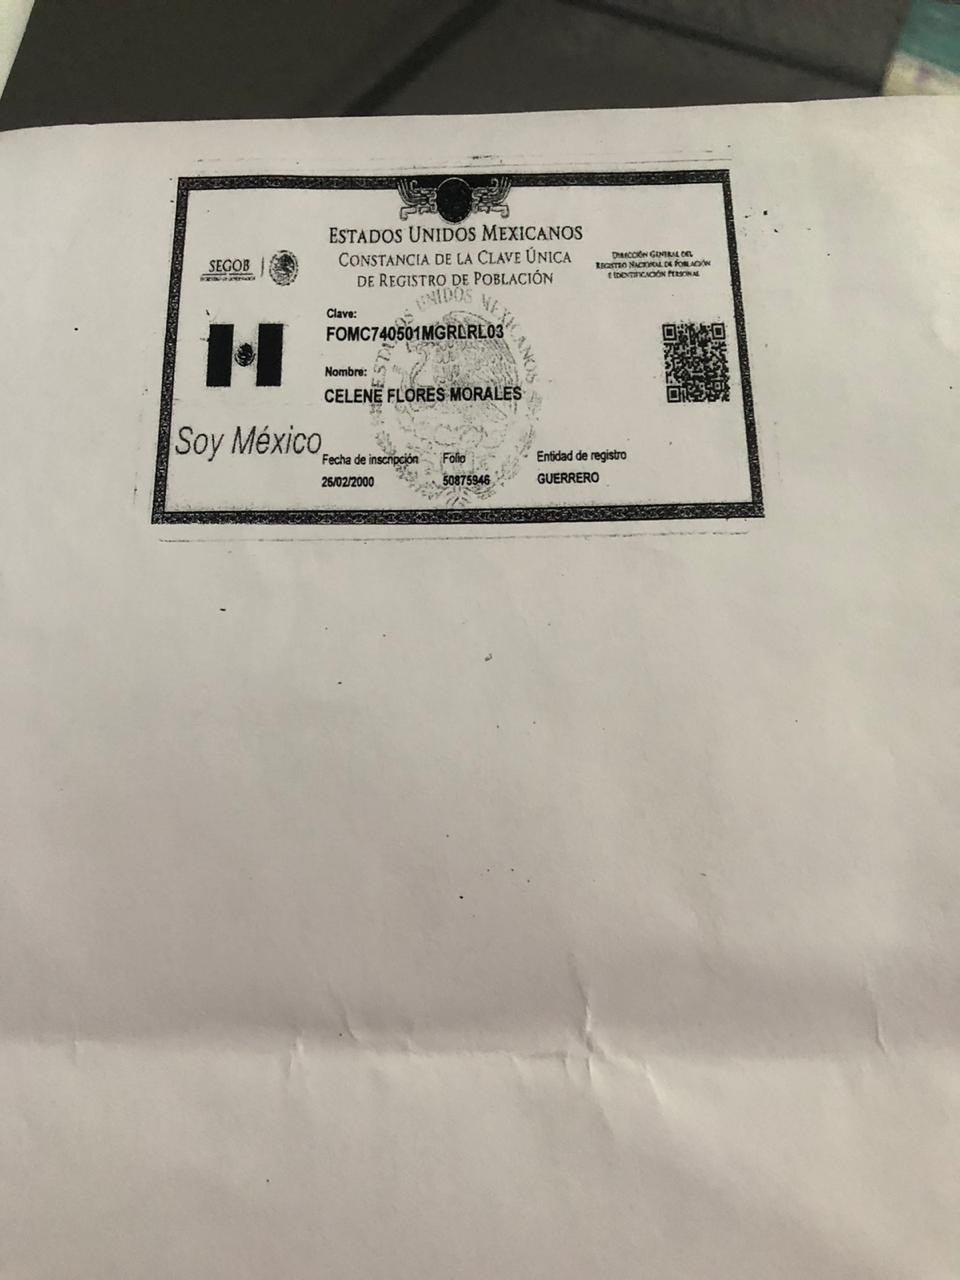 ESTADOS UNIDOS MEXICANOS
CONSTANCIA DE LA CLAVE ÚNICA
DE REGISTRO DE POBLACIÓN
SEGOB
DIRECCIÓN GENERAL DEL
REGISTRO NACIONAL DE POBLACIÓN
E IDENTIFICACIÓN PERSONAL
ESTADOS UNIDOS MEXICANOS
Clave:
FOMC740501MGRLRL03
Nombre:
CELENE FLORES MORALES
Soy México
Fecha de inscripción Folio Entidad de registro
26/02/2000 50875946 GUERRERO